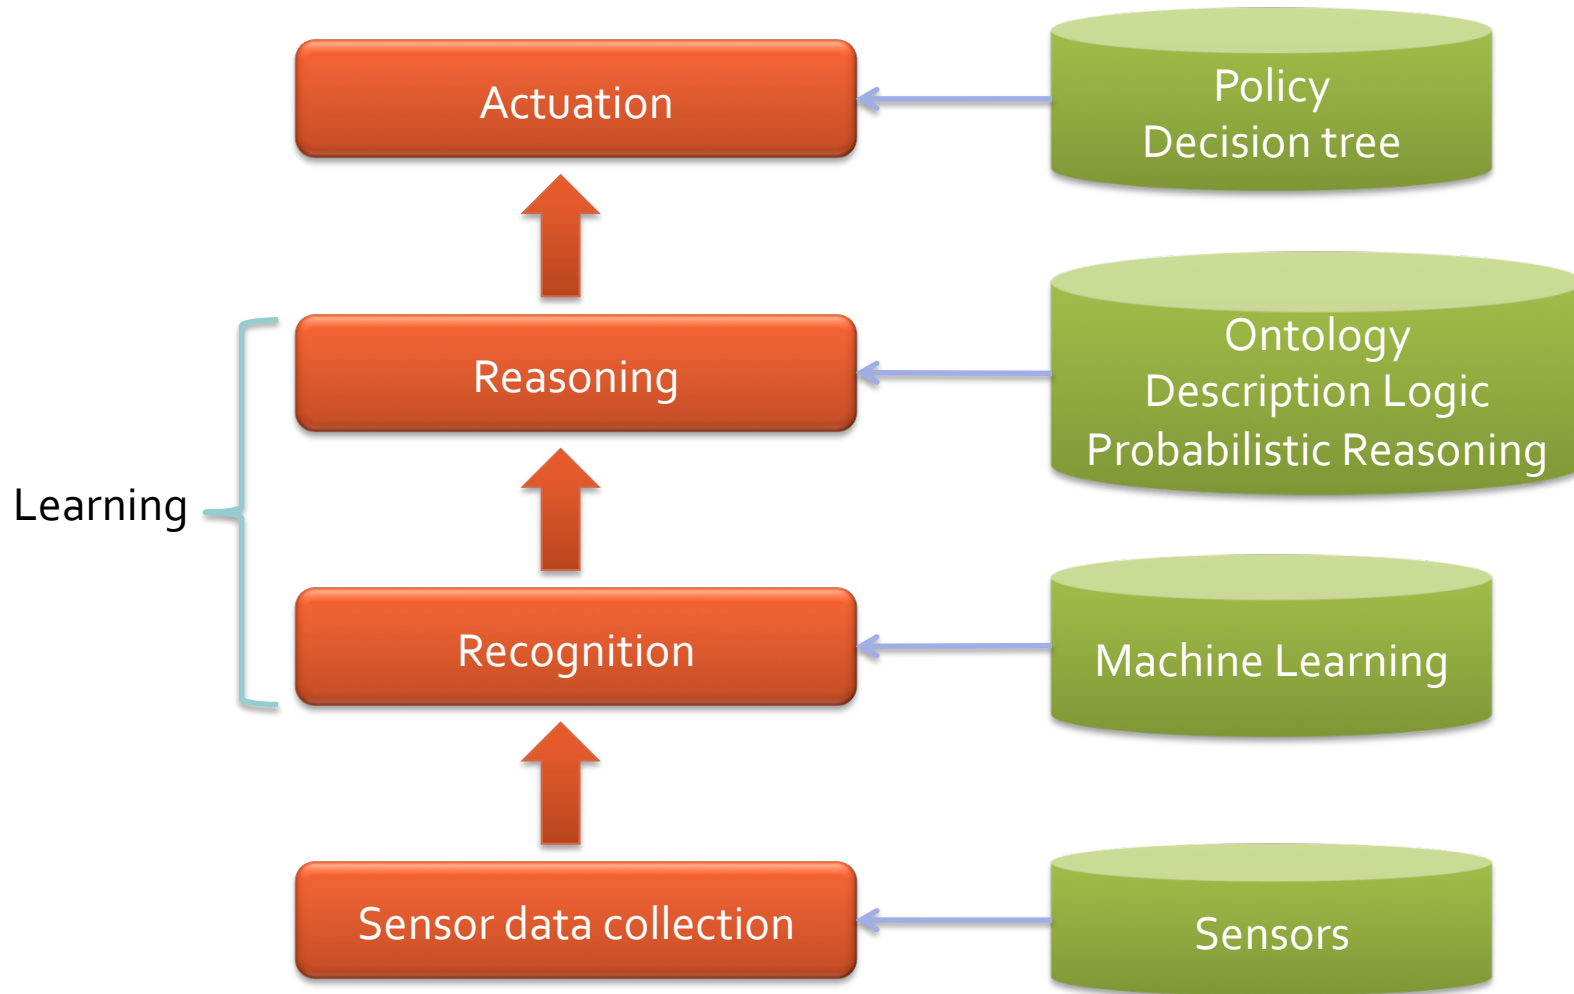 Actuation
Policy
Decision tree
Reasoning
Ontology
Description Logic
Probabilistic Reasoning
Learning
Recognition
Machine Learning
Sensor data collection
Sensors